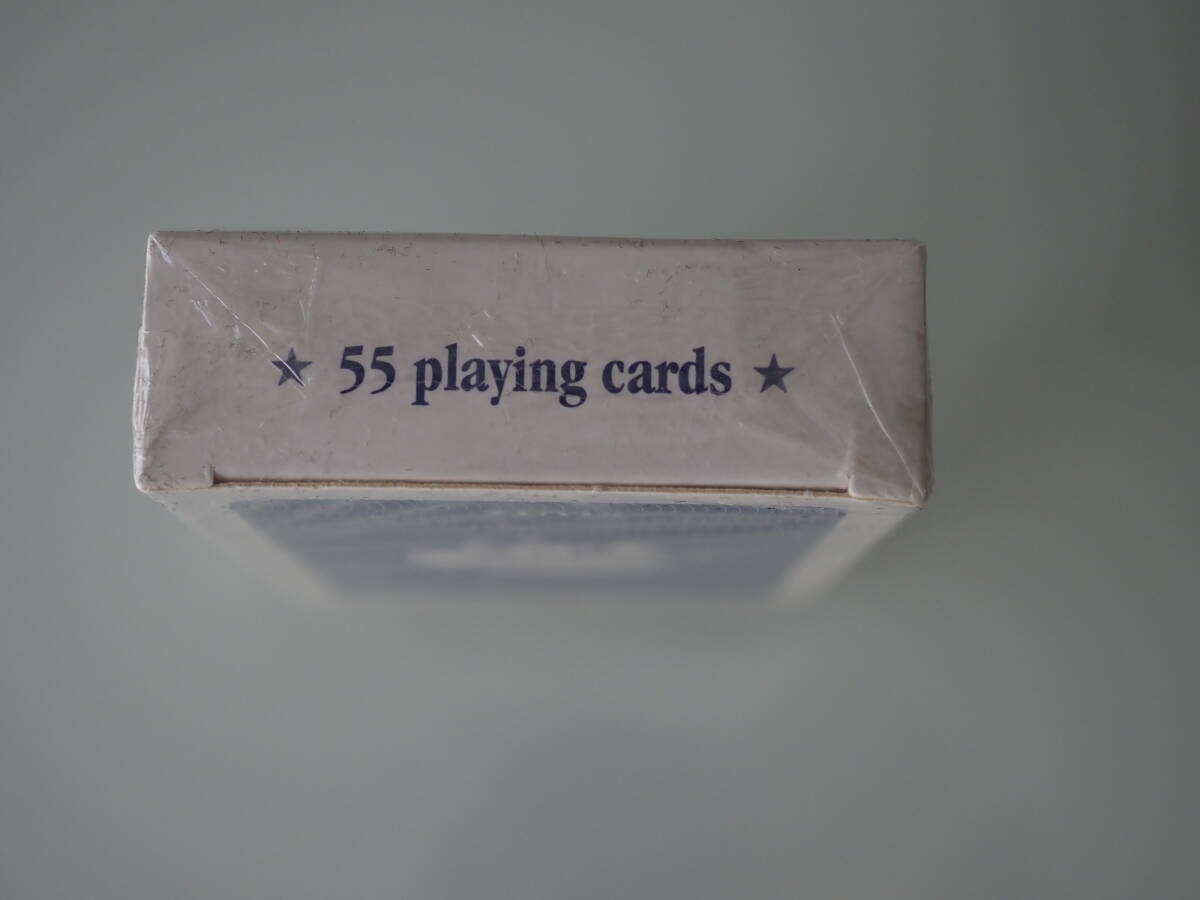 ★ 55 playing cards ★